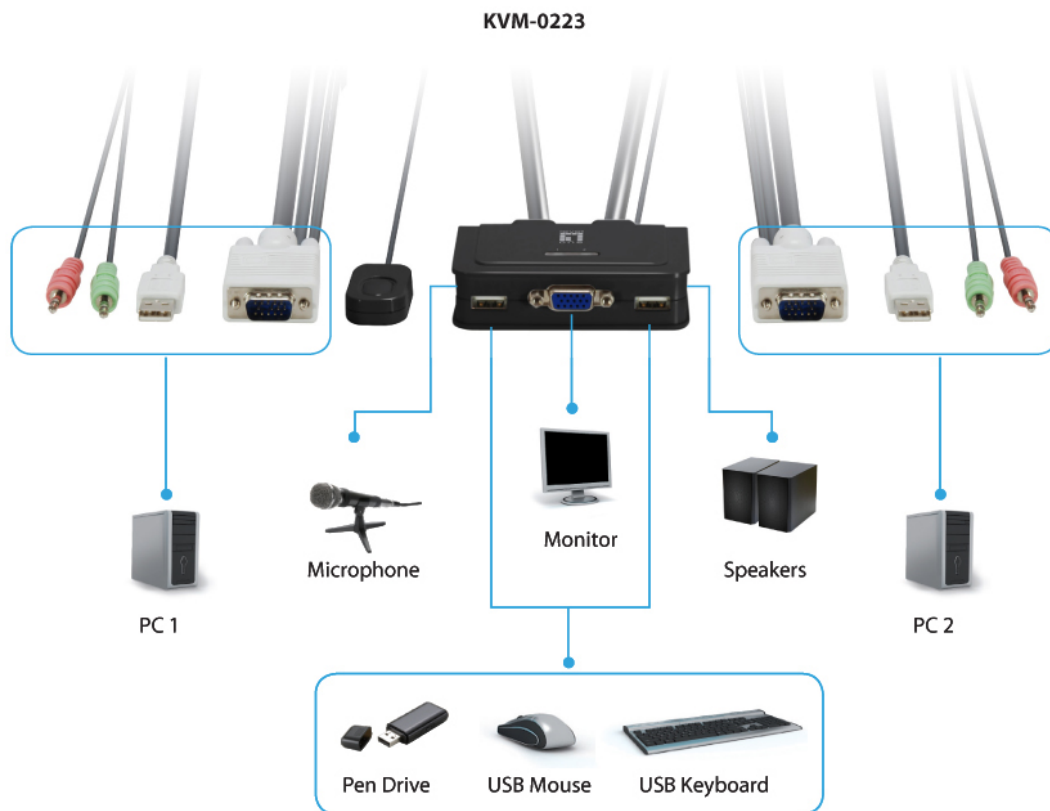 KVM-0223
Microphone
Monitor
Speakers
PC 1
PC 2
Pen Drive
USB Mouse
USB Keyboard